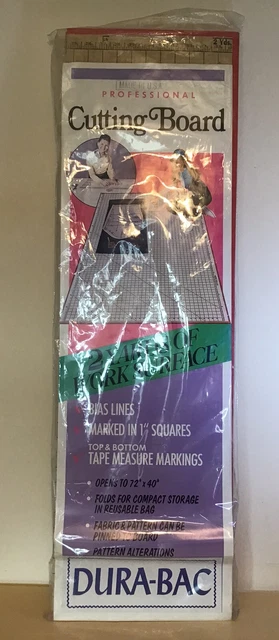 PROFESSIONAL
Cutting Board
2 YARDS OF
WORK SURFACE
BIAS LINES
MARKED IN 1" SQUARES
TOP & BOTTOM
TAPE MEASURE MARKINGS
• OPENS TO 72" x 40"
• FOLDS FOR COMPACT STORAGE
IN REUSABLE BAG
• FABRIC & PATTERN CAN BE
PINNED TO BOARD
PATTERN ALTERATIONS
DURA-BAC